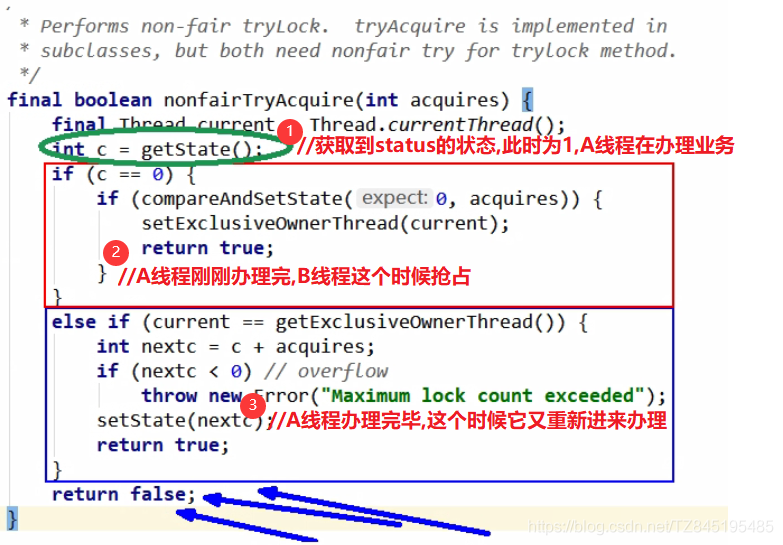 * Performs non-fair tryLock.  tryAcquire is implemented in
* subclasses, but both need nonfair try for trylock method.
*/
final boolean nonfairTryAcquire(int acquires) {
final Thread current Thread.currentThread();
int c = getState(); 1 //获取到status的状态,此时为1,A线程在办理业务
if (c == 0) {
if (compareAndSetState( expect: 0, acquires)) {
setExclusiveOwnerThread(current);
return true;
} 2 //A线程刚刚办理完,B线程这个时候抢占
}
else if (current == getExclusiveOwnerThread()) {
int nextc = c + acquires;
if (nextc < 0) // overflow
throw new Error("Maximum lock count exceeded");
setState(nextc); 3 //A线程办理完毕,这个时候它又重新进来办理
return true;
}
return false;
}
https://blog.csdn.net/TZ845195485